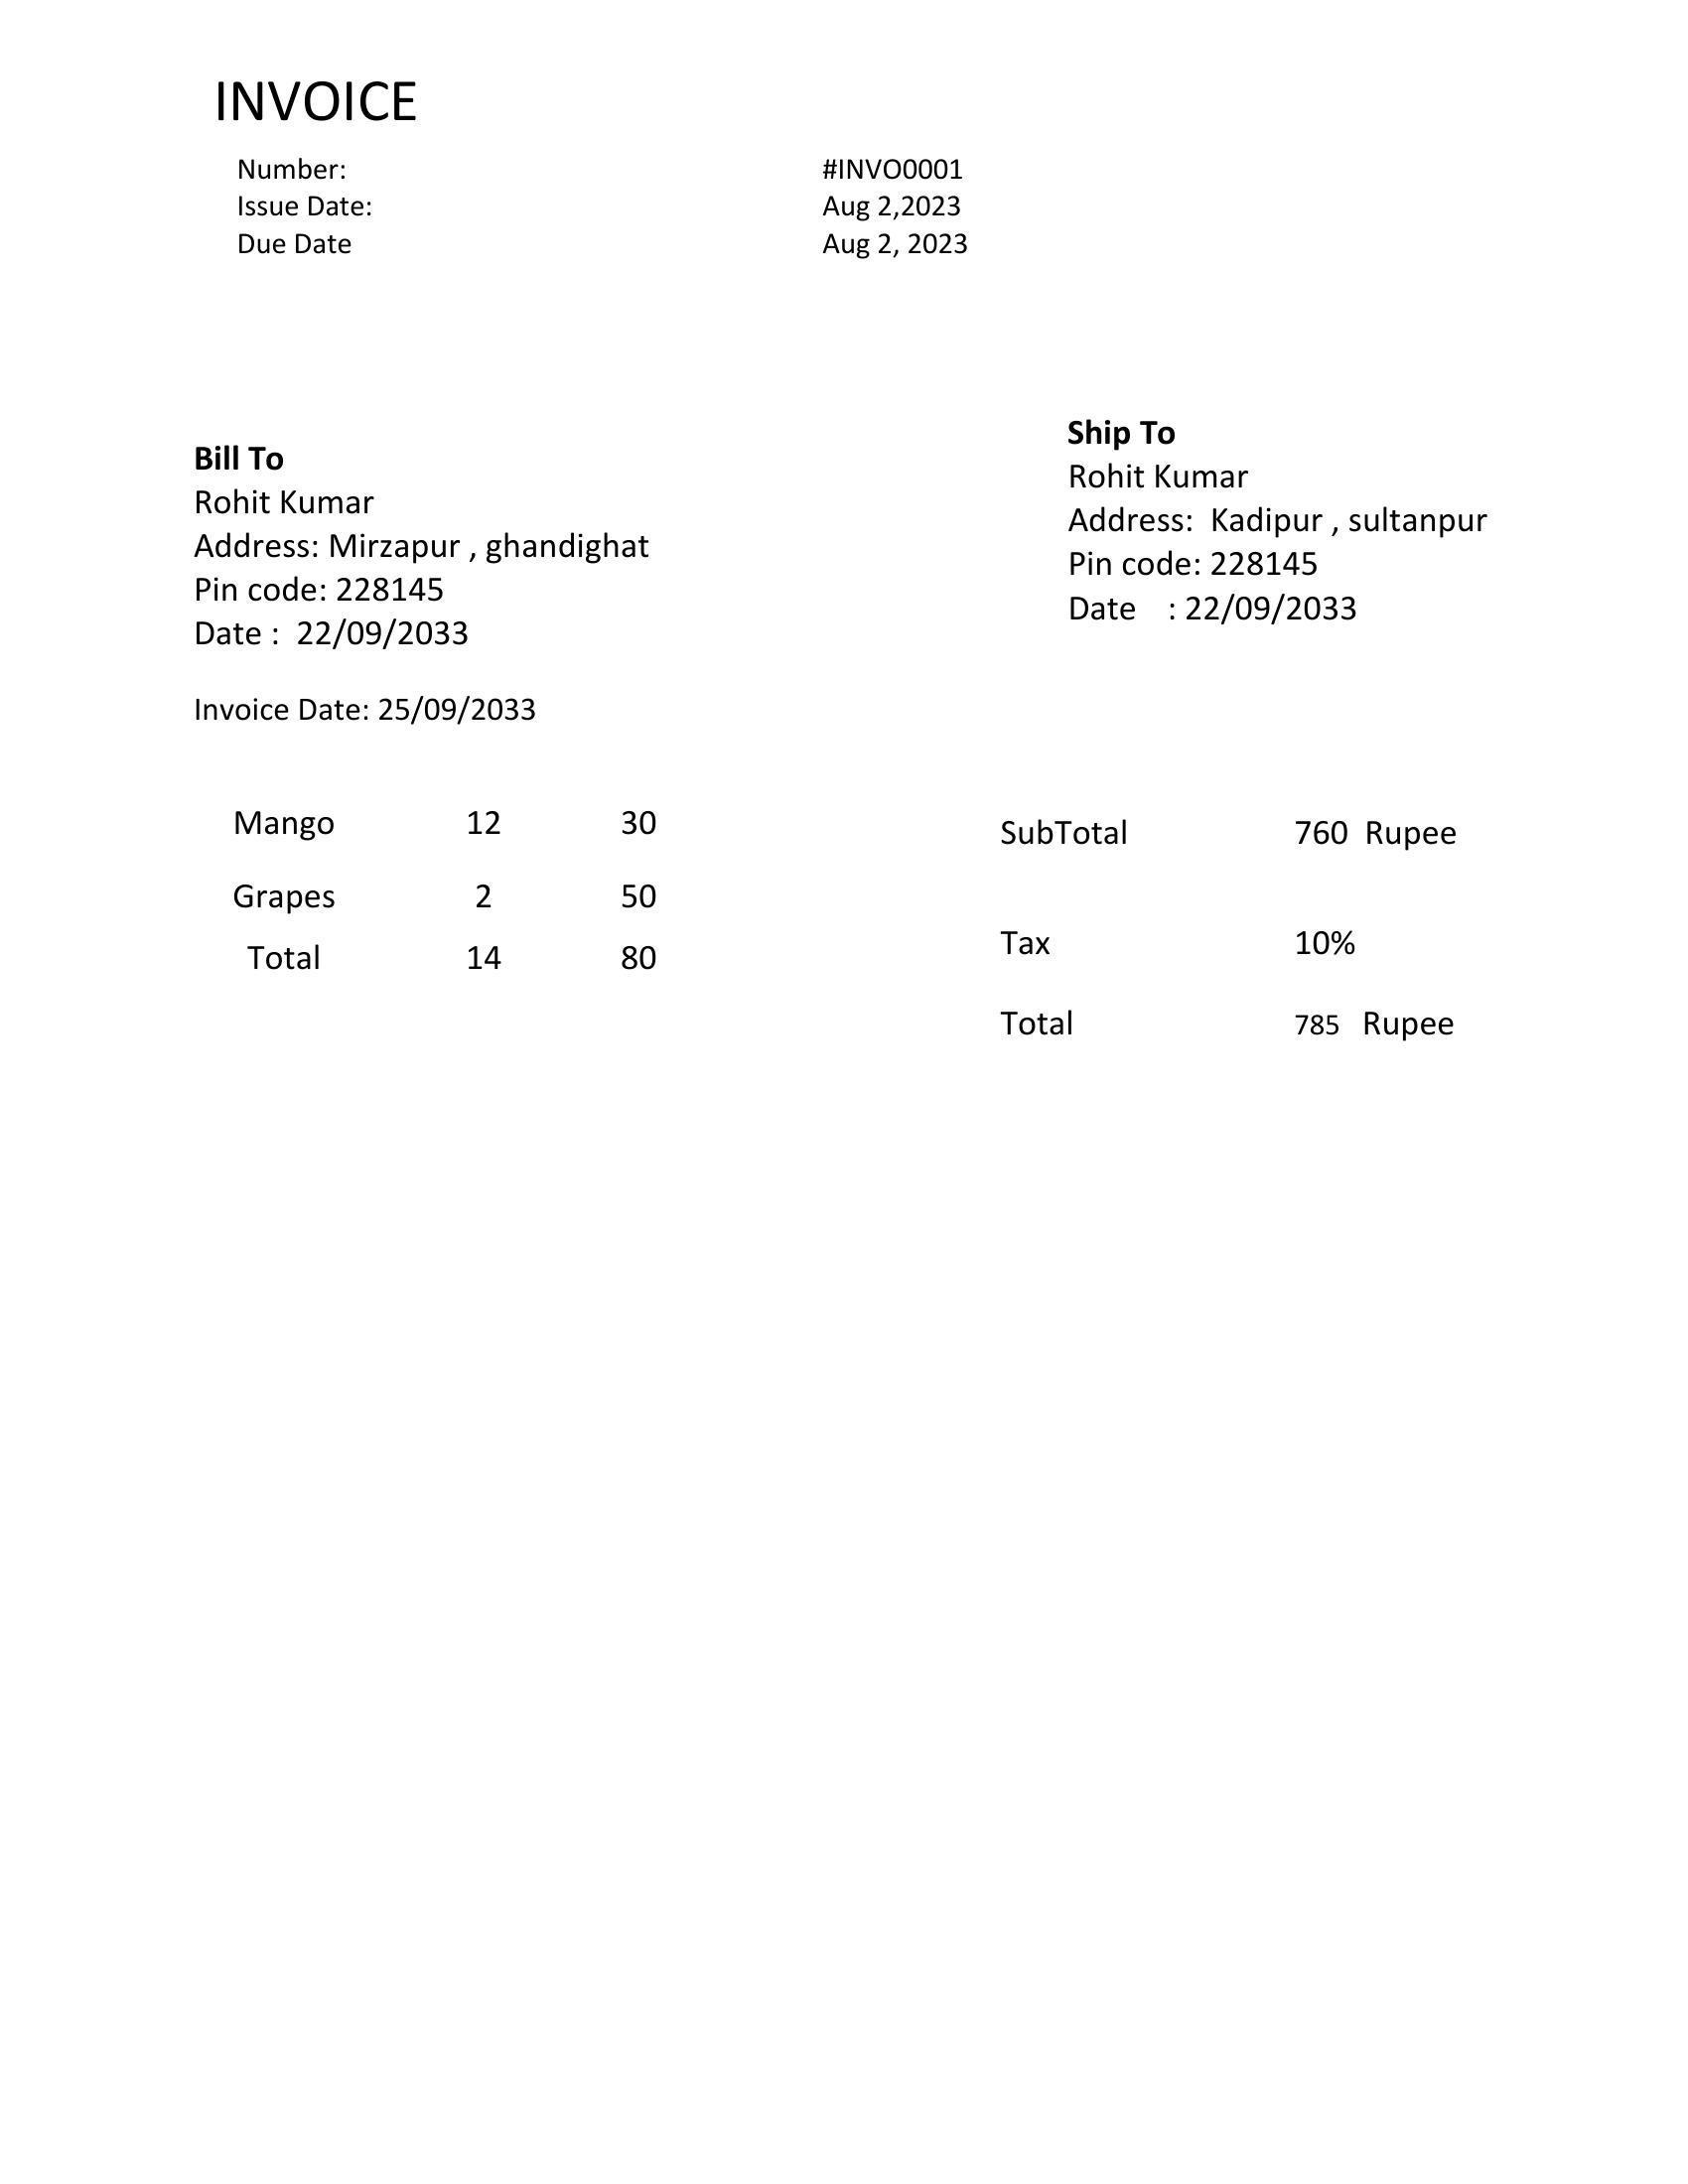 INVOICE
Number: #INVO0001
Issue Date: Aug 2,2023
Due Date Aug 2, 2023
Bill To
Rohit Kumar
Address: Mirzapur , ghandighat
Pin code: 228145
Date : 22/09/2033
Invoice Date: 25/09/2033
Ship To
Rohit Kumar
Address: Kadipur , sultanpur
Pin code: 228145
Date : 22/09/2033
Mango 12 30
Grapes 2 50
Total 14 80
SubTotal 760 Rupee
Tax 10%
Total 785 Rupee